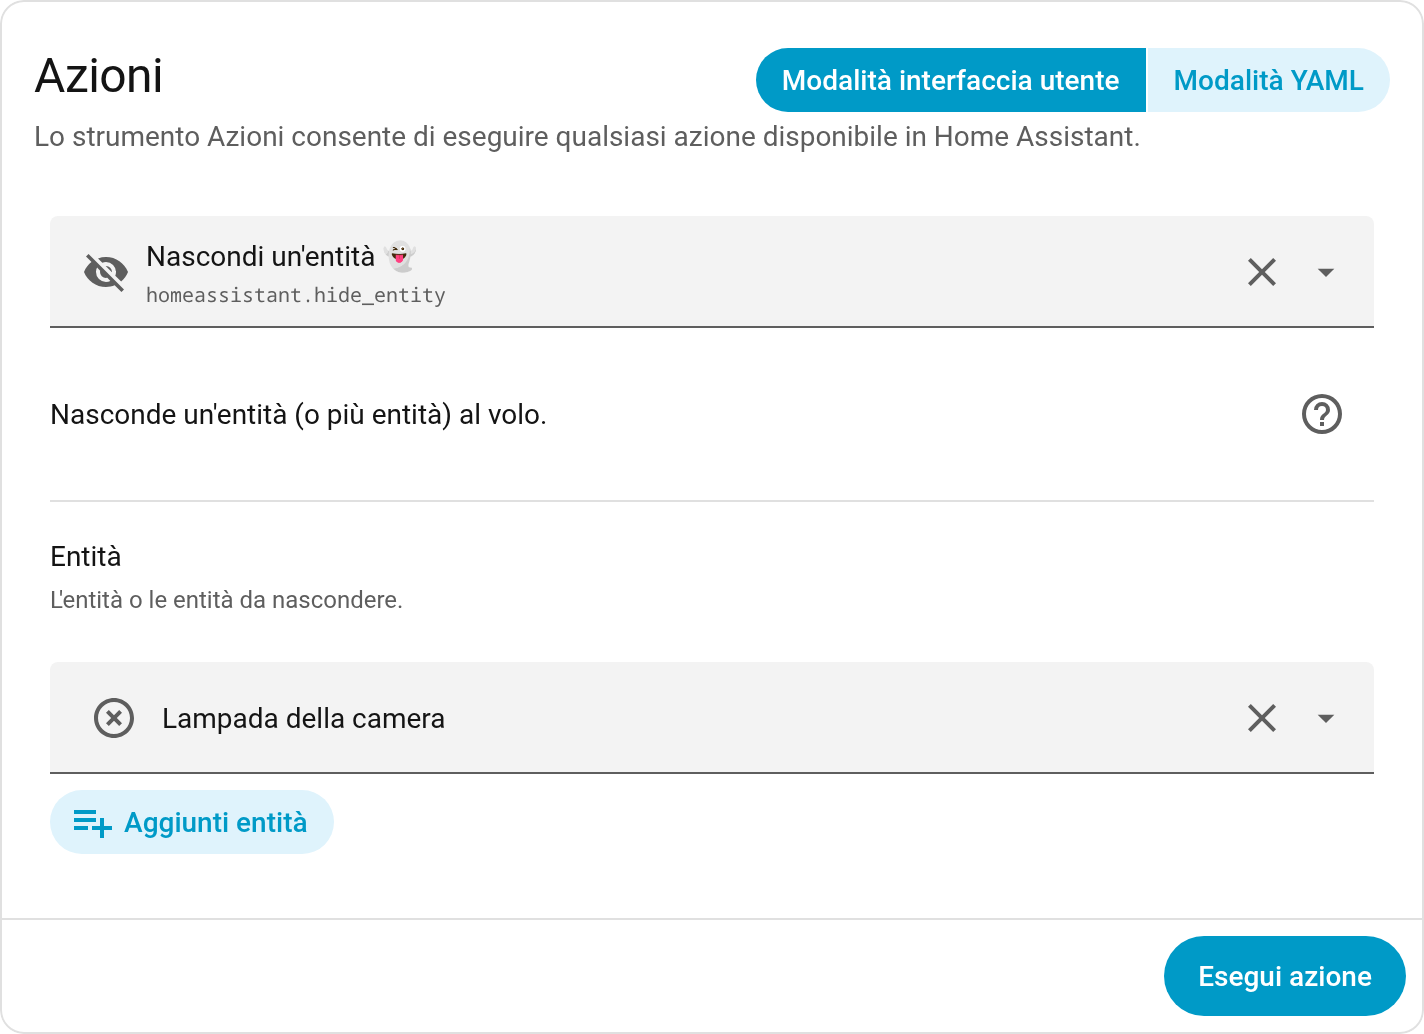 Azioni
Modalità interfaccia utente
Modalità YAML
Lo strumento Azioni consente di eseguire qualsiasi azione disponibile in Home Assistant.
Nascondi un'entità 👻
homeassistant.hide_entity
Nasconde un'entità (o più entità) al volo.
Entità
L'entità o le entità da nascondere.
Lampada della camera
Aggiunti entità
Esegui azione